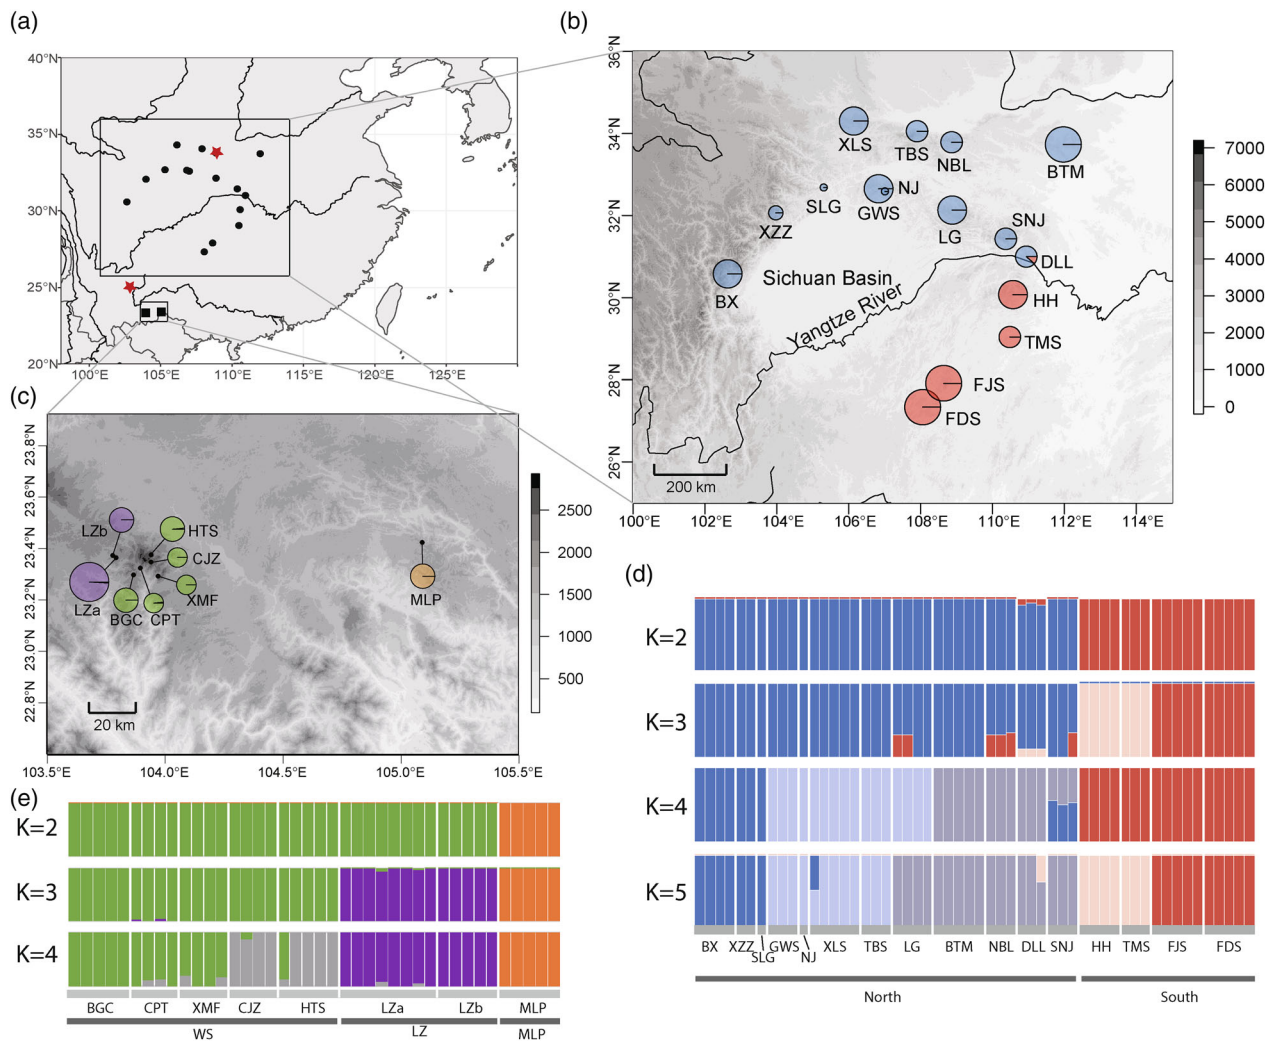 (a)
40°N
35°N
30°N
25°N
20°N
100°E 105°E 110°E 115°E 120°E 125°E
(b)
36°N
34°N
32°N
30°N
28°N
26°N
XLS
TBS
NBL
BTM
SLG
NJ
GWS
XZZ
LG
SNJ
DLL
BX
Sichuan Basin
Yangtze River
HH
TMS
FJS
FDS
200 km
100°E 102°E 104°E 106°E 108°E 110°E 112°E 114°E
7000
6000
5000
4000
3000
2000
1000
0
(c)
23.8°N
23.6°N
23.4°N
23.2°N
23.0°N
22.8°N
LZb
HTS
CJZ
XMF
LZa
BGC
CPT
MLP
20 km
103.5°E 104.0°E 104.5°E 105.0°E 105.5°E
2500
2000
1500
1000
500
(d)
K=2
K=3
K=4
K=5
BX XZZ SLG GWS NJ XLS TBS LG BTM NBL DLL SNJ HH TMS FJS FDS
North South
(e)
K=2
K=3
K=4
BGC CPT XMF CJZ HTS LZa LZb MLP
WS LZ MLP